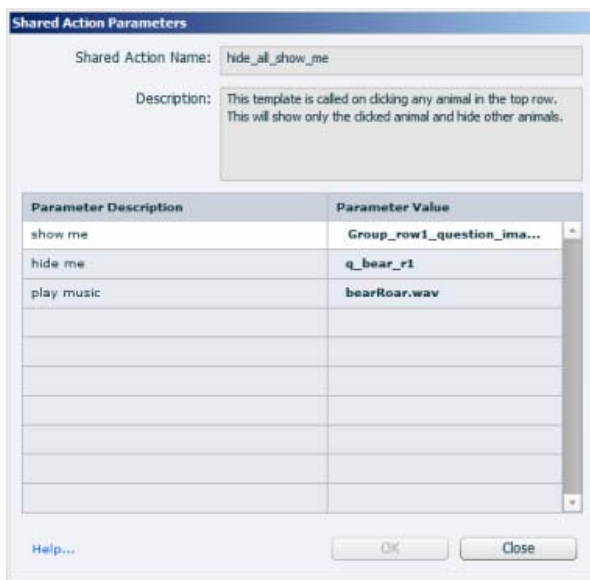 Shared Action Parameters
Shared Action Name: hide_all_show_me
Description: This template is called on clicking any animal in the top row.
This will show only the clicked animal and hide other animals.
Parameter Description Parameter Value
show me Group_row1_question_ima...
hide me q_bear_r1
play music bearRoar.wav
Help... OK Close